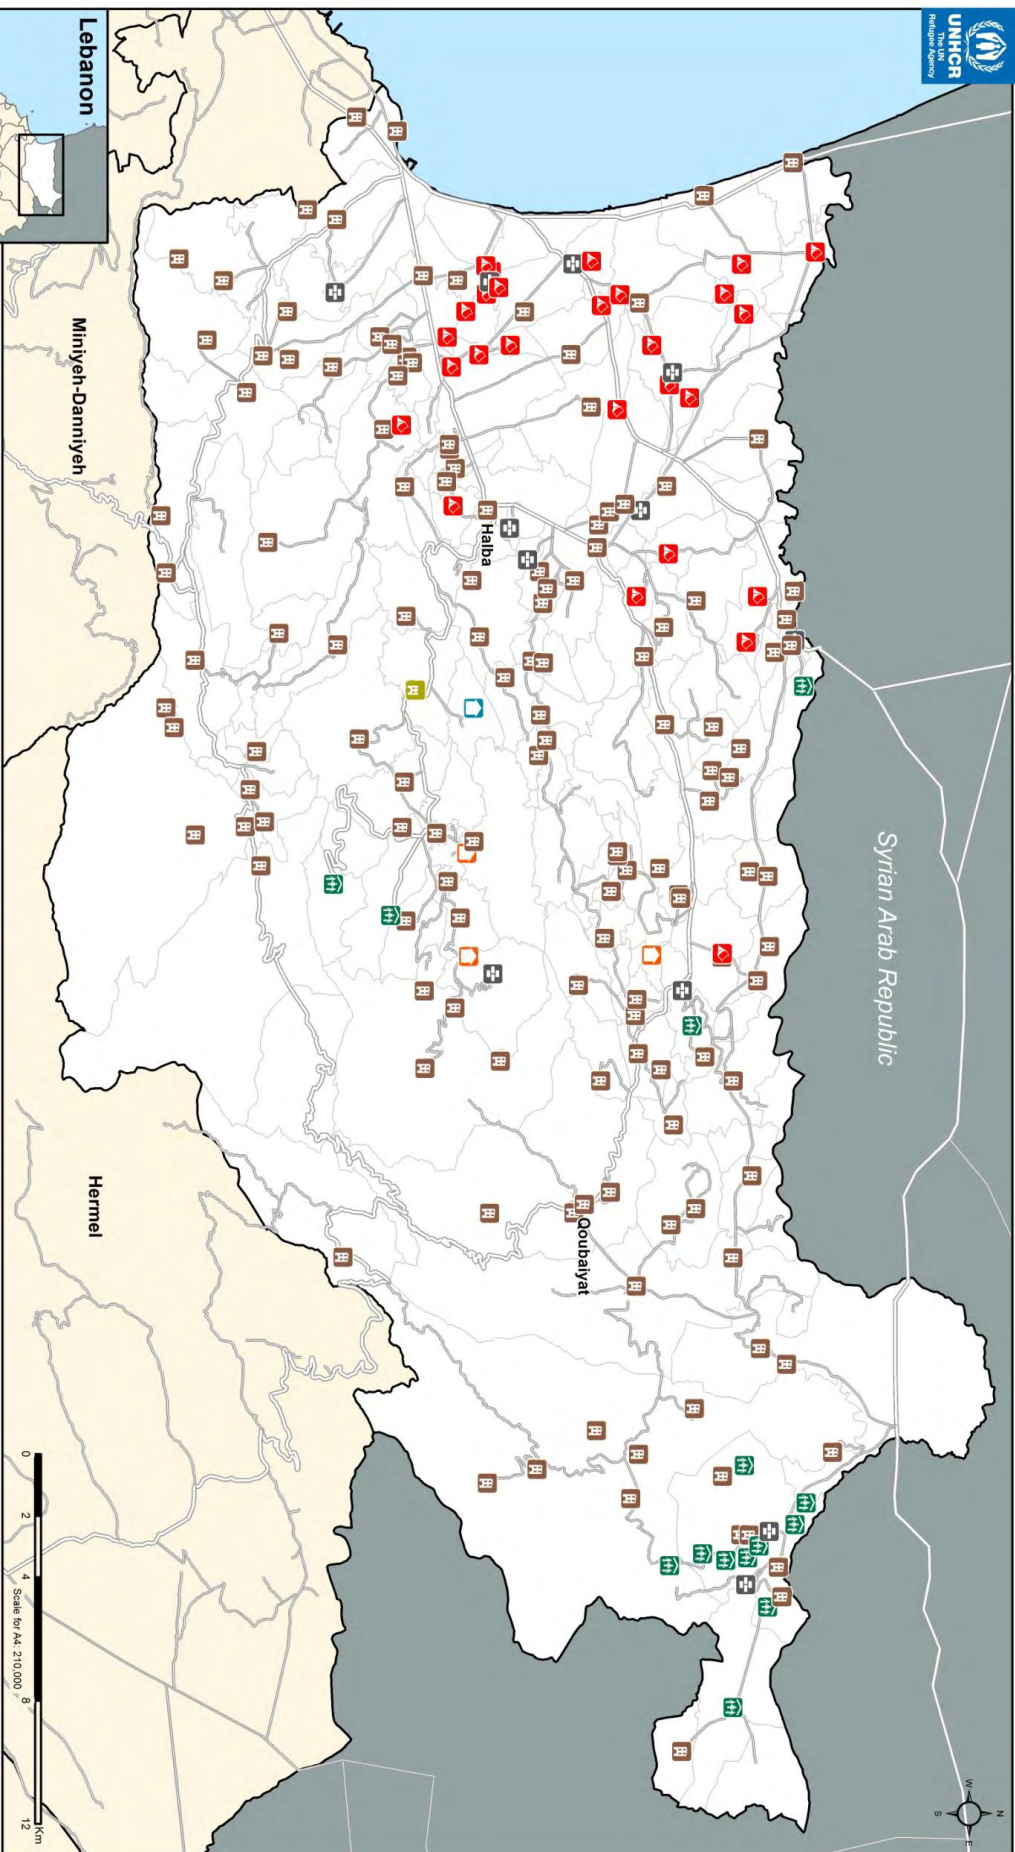 UNHCR
The UN
Refugee Agency
Lebanon
Syrian Arab Republic
Halba
Qoubaiyat
Miniyeh-Danniyeh
Hermel
N
W
E
S
0 2 4 8 12
Km
Scale for A4: 210,000